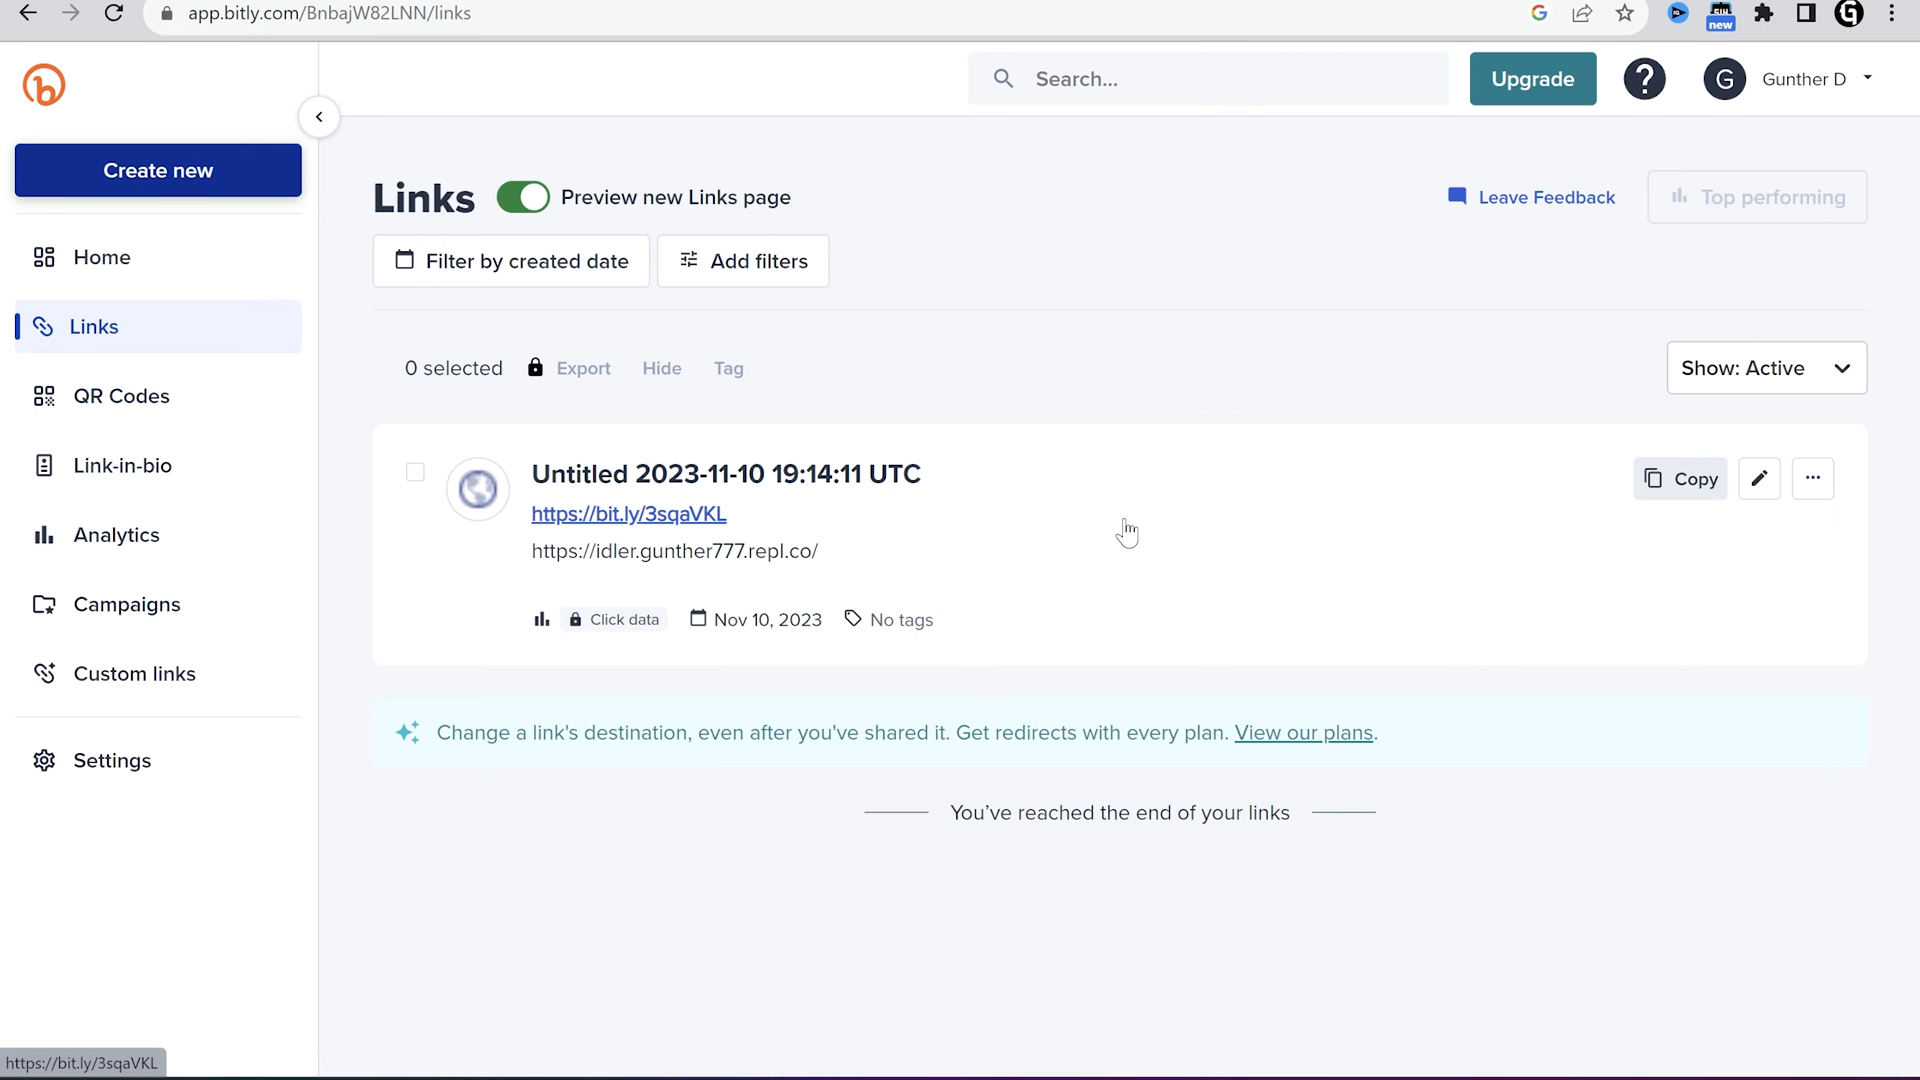 app.bitly.com/BnbajW82LNN/links
new
Search...
Upgrade
?
G
Gunther D
Create new
Links
Preview new Links page
Leave Feedback
Top performing
Home
Filter by created date
Add filters
Links
0 selected
Export
Hide
Tag
Show: Active
QR Codes
Link-in-bio
Untitled 2023-11-10 19:14:11 UTC
Copy
https://bit.ly/3sqaVKL
https://idler.gunther777.repl.co/
Analytics
Campaigns
Click data
Nov 10, 2023
No tags
Custom links
Change a link's destination, even after you've shared it. Get redirects with every plan. View our plans.
Settings
You've reached the end of your links
https://bit.ly/3sqaVKL